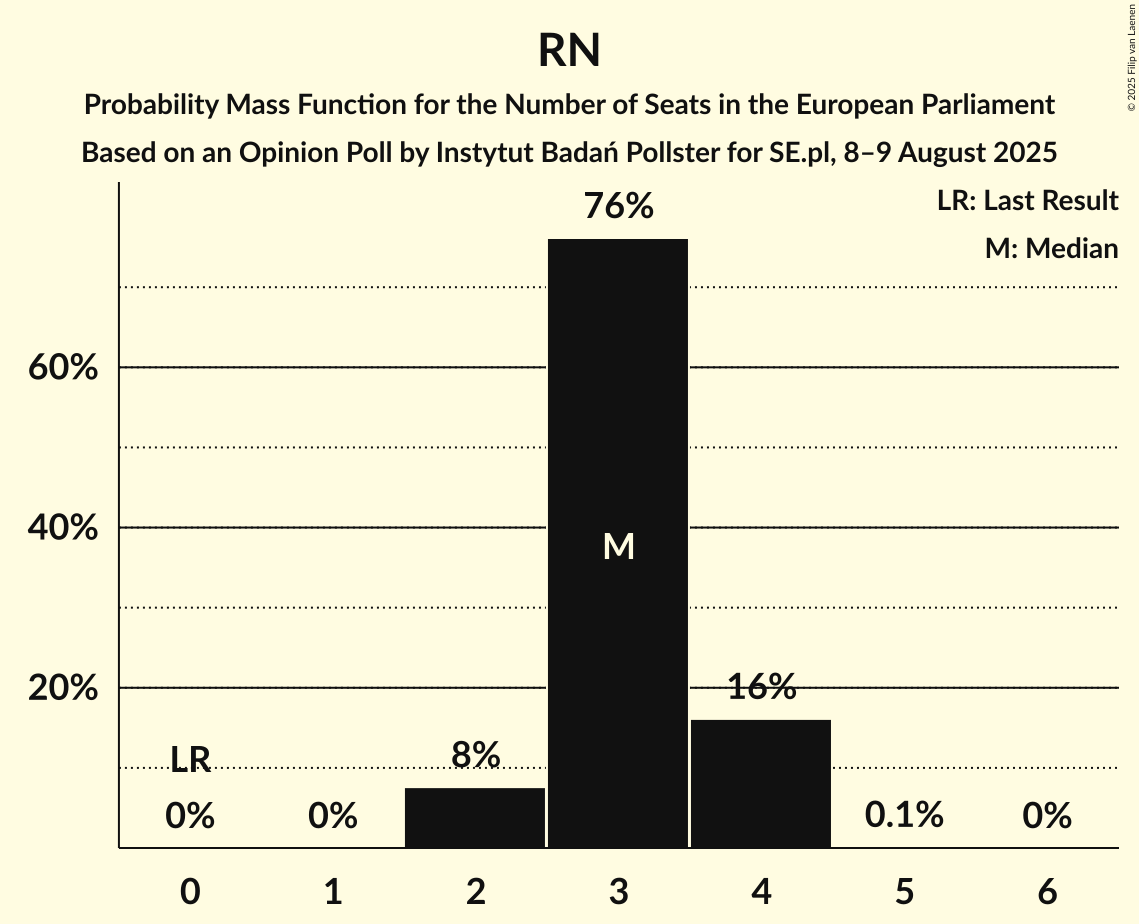 RN
Probability Mass Function for the Number of Seats in the European Parliament
Based on an Opinion Poll by Instytut Badań Pollster for SE.pl, 8–9 August 2025
© 2025 Filip van Laenen
LR: Last Result
M: Median
76%
60%
40%
M
20%
16%
LR
8%
0%
0%
0.1%
0%
0
1
2
3
4
5
6